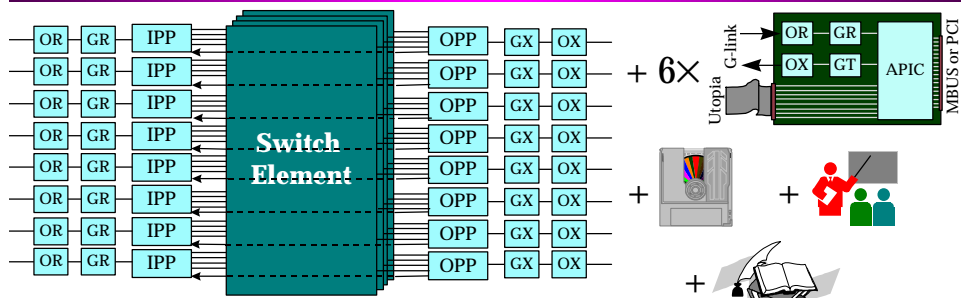 OR GR IPP OPP GX OX
OR GR IPP OPP GX OX
OR GR IPP OPP GX OX
OR GR IPP OPP GX OX
OR GR IPP OPP GX OX
OR GR IPP OPP GX OX
OR GR IPP OPP GX OX
OR GR IPP OPP GX OX
Switch
Element
+ 6×
G-link
Utopia
OR GR
OX GT
APIC
MBUS or PCI
+ +
+